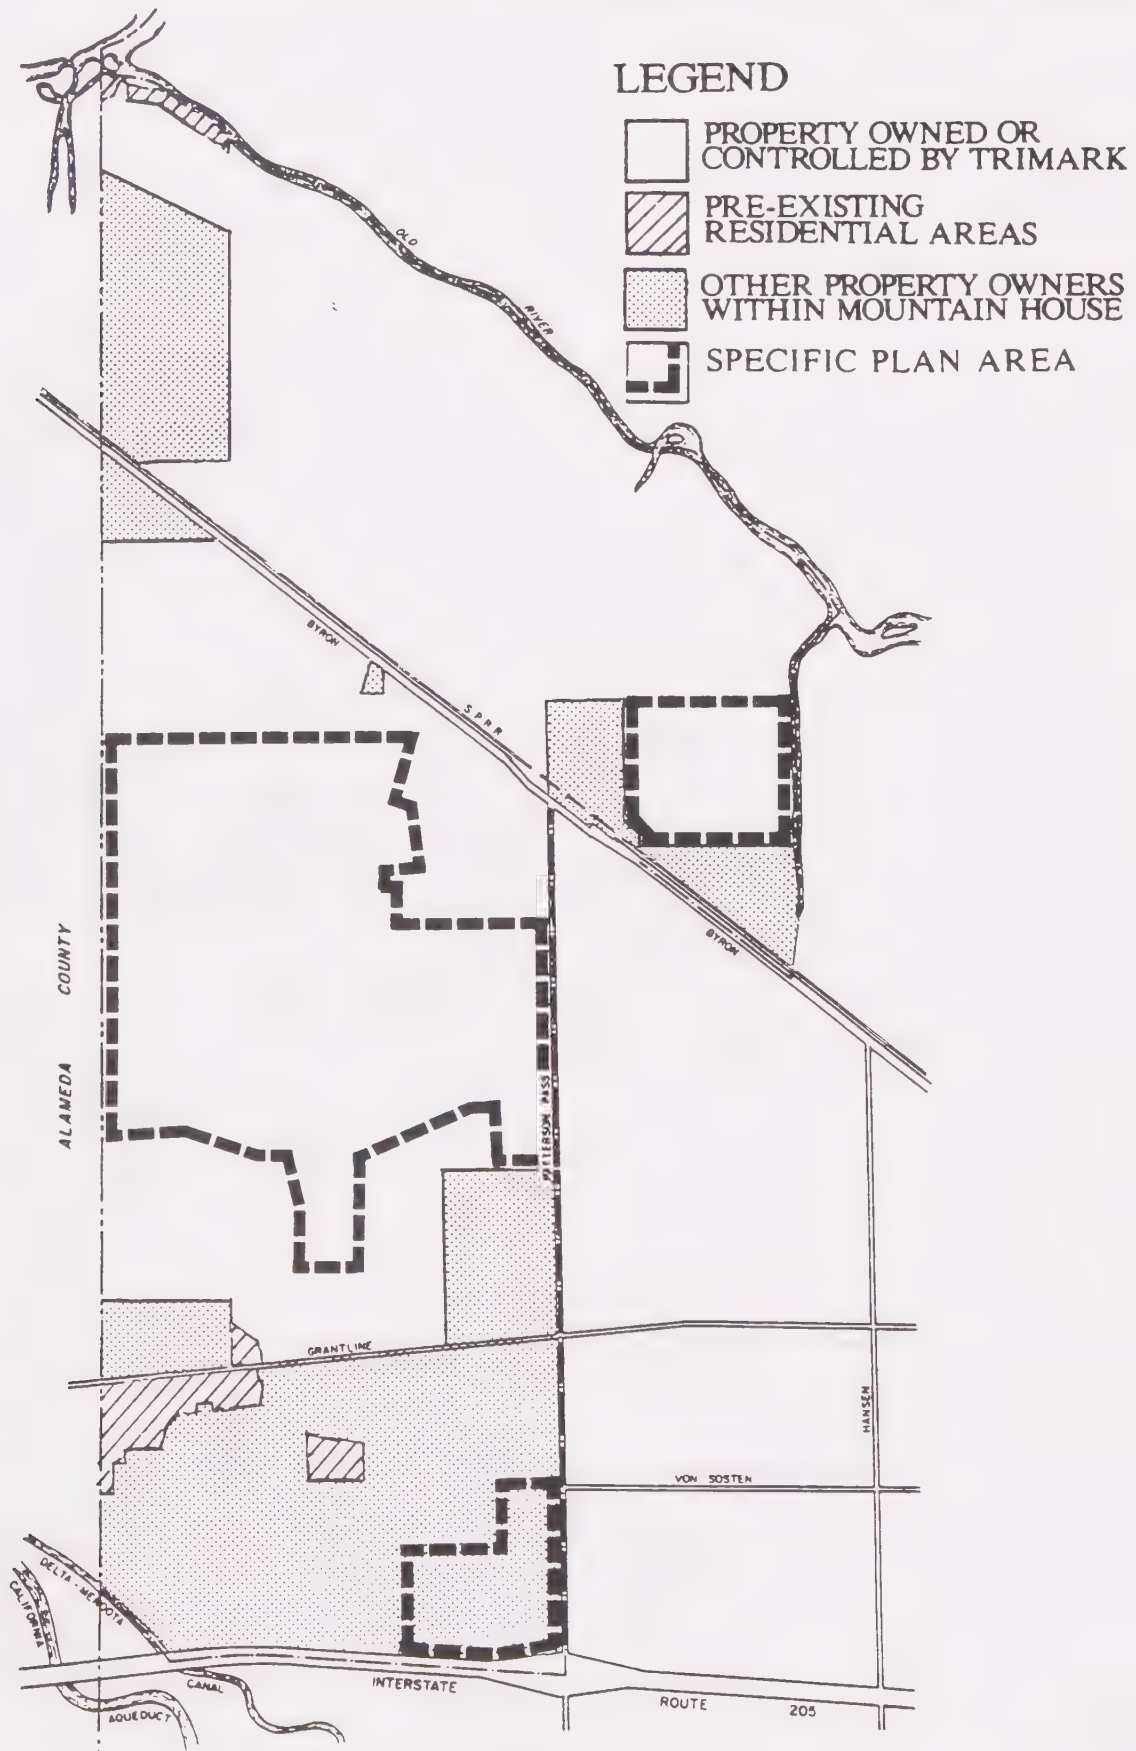 LEGEND
PROPERTY OWNED OR
CONTROLLED BY TRIMARK
PRE-EXISTING
RESIDENTIAL AREAS
OTHER PROPERTY OWNERS
WITHIN MOUNTAIN HOUSE
SPECIFIC PLAN AREA
OLD
RIVER
BYRON
S.P.R.R.
BYRON
ALAMEDA COUNTY
PATTERSON PASS
GRANTLINE
HANSEN
VON SOSTEN
DELTA - MENDOTA
CALIFORNIA
CANAL
AQUEDUCT
INTERSTATE
ROUTE 205